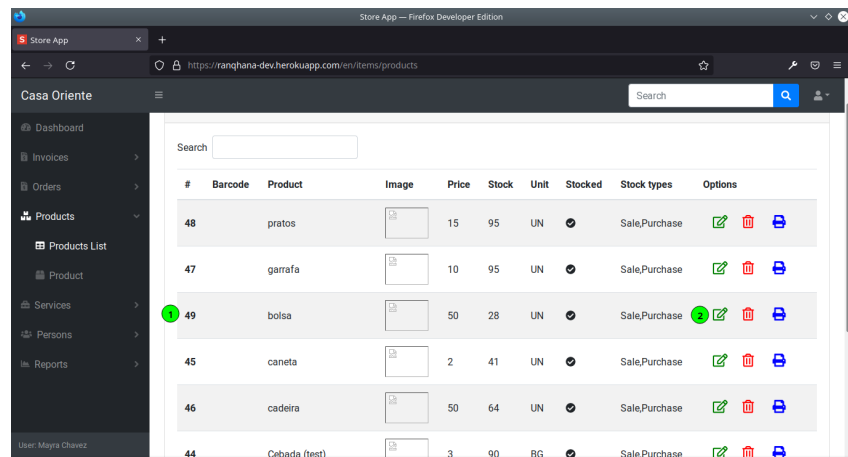 Store App — Firefox Developer Edition
S Store App
https://ranqhana-dev.herokuapp.com/en/items/products
Casa Oriente
Search
Dashboard
Invoices
Orders
Products
Products List
Product
Services
Persons
Reports
User: Mayra Chavez
Search
# Barcode Product Image Price Stock Unit Stocked Stock types Options
48 pratos 15 95 UN Sale,Purchase
47 garrafa 10 95 UN Sale,Purchase
1 49 bolsa 50 28 UN Sale,Purchase 2
45 caneta 2 41 UN Sale,Purchase
46 cadeira 50 64 UN Sale,Purchase
44 Cebada (test) 3 90 BG Sale,Purchase